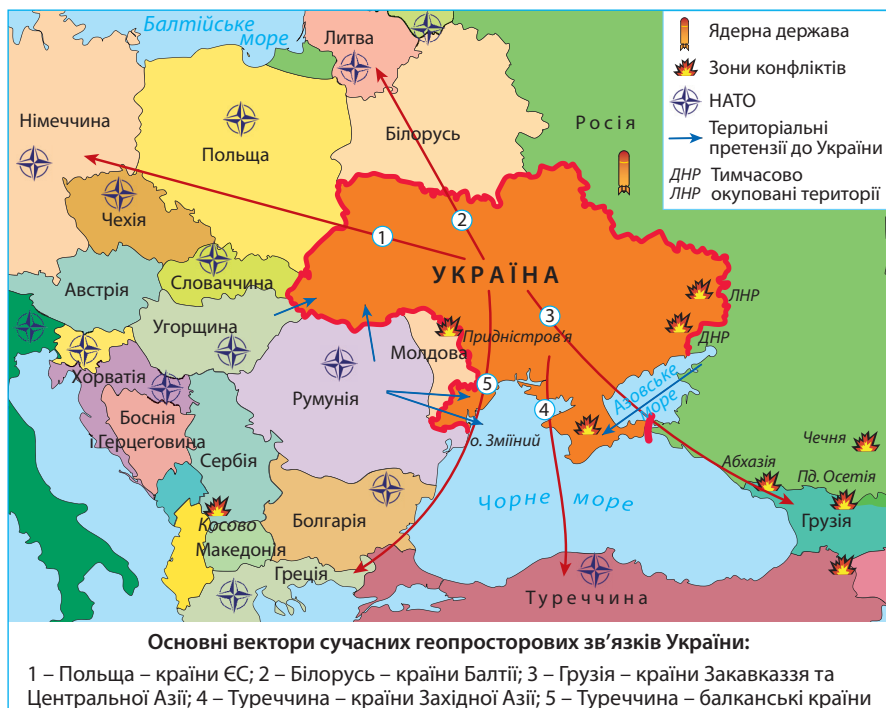 Балтійське
море
Литва
Ядерна держава
Зони конфліктів
НАТО
Територіальні
претензії до України
ДНР Тимчасово
ЛНР окуповані території
Німеччина
Польща
Білорусь
Росія
Чехія
1
2
УКРАЇНА
Словаччина
Австрія
3
ЛНР
Угорщина
Придністров'я
ДНР
Молдова
Хорватія
Румунія
5
4
Азовське
море
Боснія
і Герцеґовина
о. Зміїний
Сербія
Чечня
Абхазія
Пд. Осетія
Чорне море
Грузія
Болгарія
Косово
Македонія
Греція
Туреччина
Основні вектори сучасних геопросторових зв'язків України:
1 – Польща – країни ЄС; 2 – Білорусь – країни Балтії; 3 – Грузія – країни Закавказзя та
Центральної Азії; 4 – Туреччина – країни Західної Азії; 5 – Туреччина – балканські країни